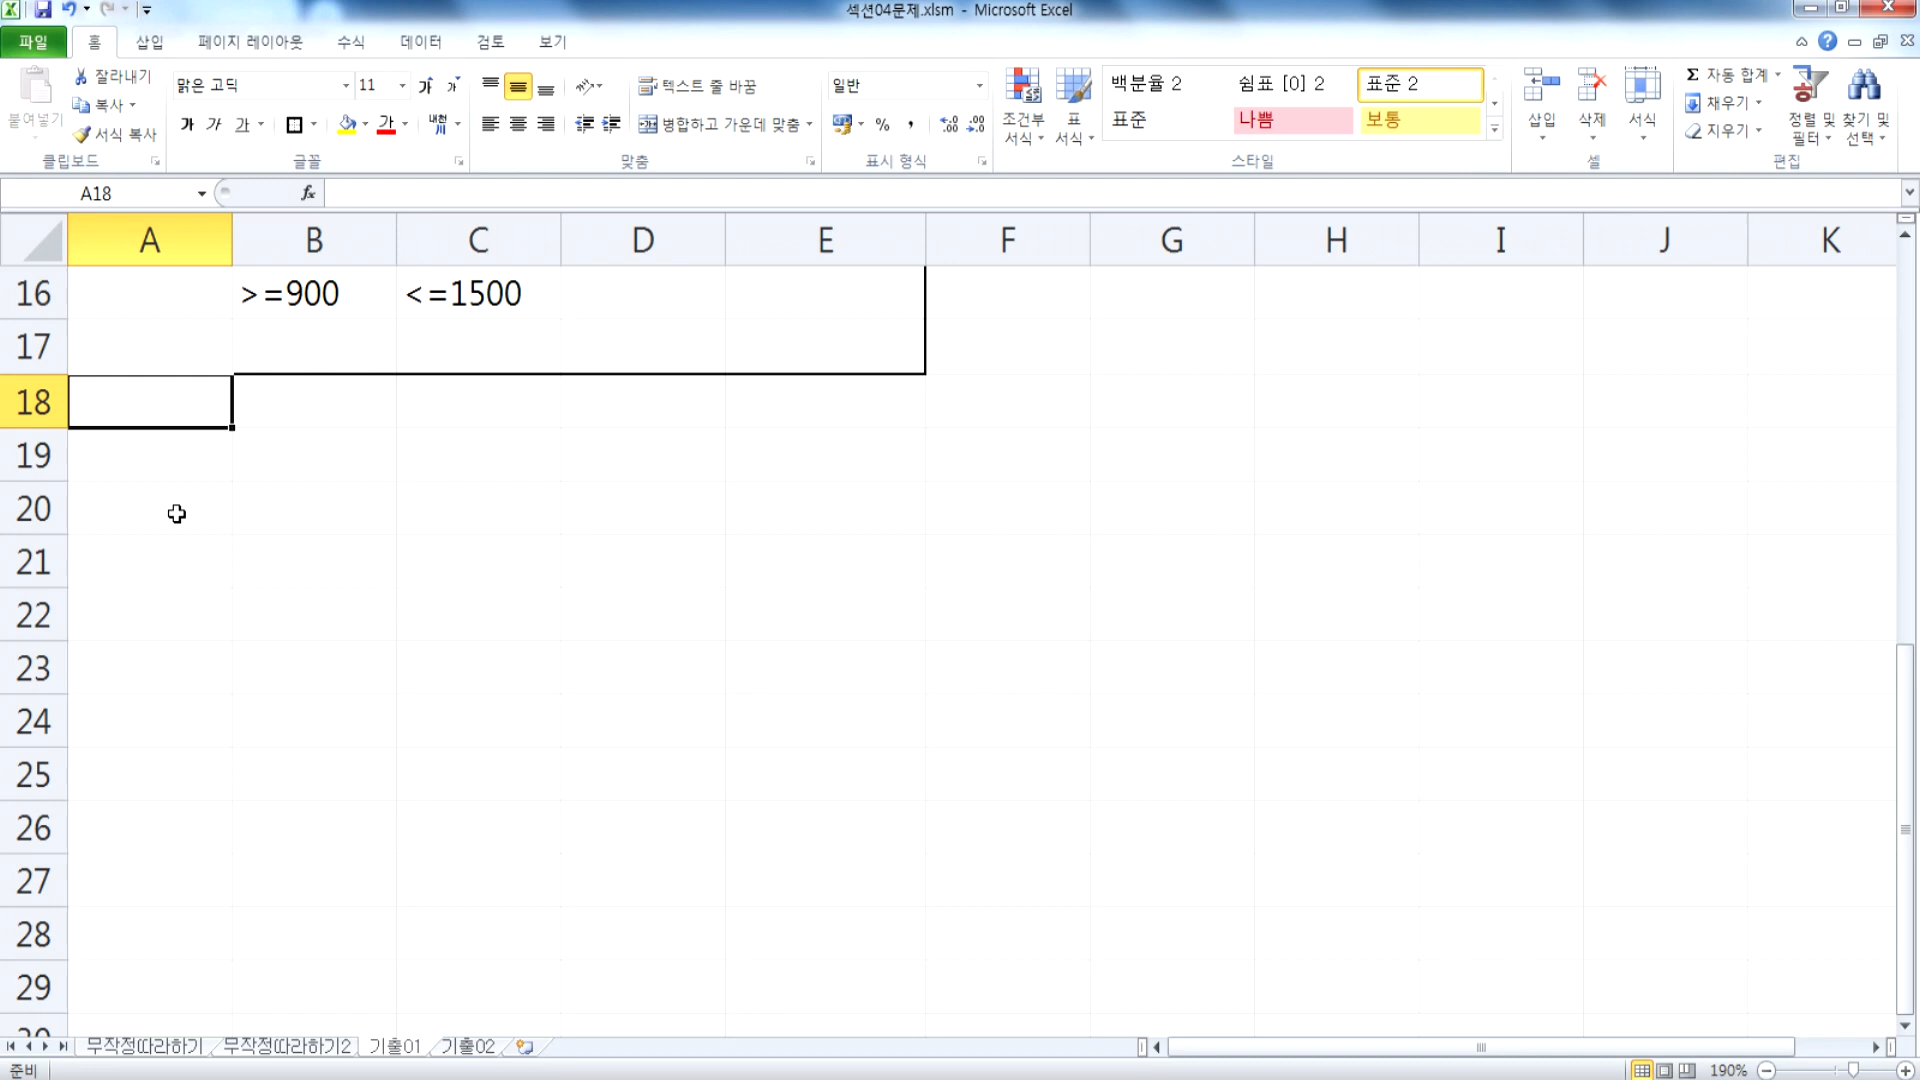 섹션04문제.xlsm - Microsoft Excel
파일 홈 삽입 페이지 레이아웃 수식 데이터 검토 보기
붙여넣기 잘라내기 복사 서식 복사
맑은 고딕 11
텍스트 줄 바꿈
일반
조건부 서식 표 서식
백분율 2 쉼표 [0] 2 표준 2
표준 나쁨 보통
삽입 삭제 서식
Σ 자동 합계
채우기
지우기
정렬 및 필터 찾기 및 선택
가 가 가 가 내천
병합하고 가운데 맞춤
% ,
클립보드 글꼴 맞춤 표시 형식 스타일 셀 편집
A18 fx
A B C D E F G H I J K
16 >=900 <=1500
17
18
19
20
21
22
23
24
25
26
27
28
29
무작정따라하기 무작정따라하기2 기출01 기출02
준비 190%